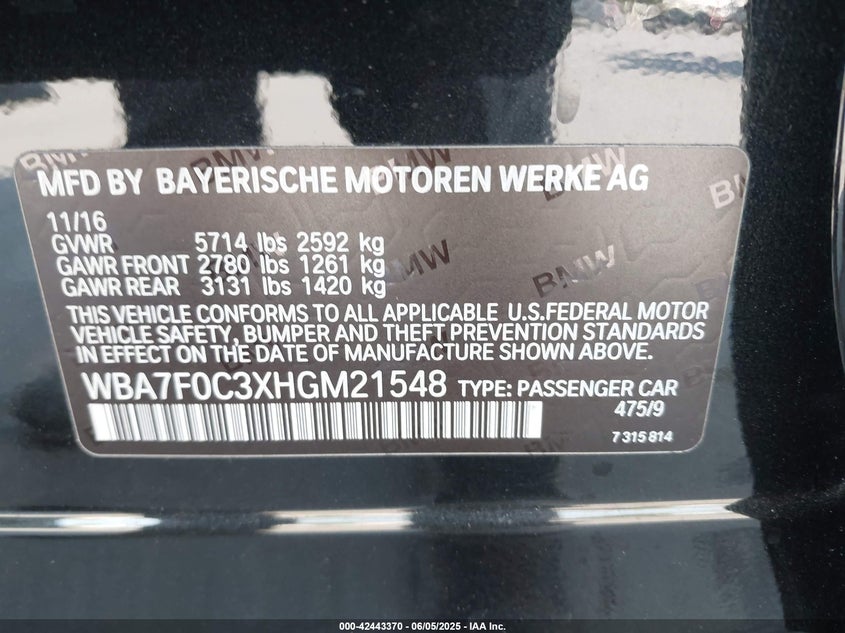 MFD BY BAYERISCHE MOTOREN WERKE AG
11/16
GVWR 5714 lbs 2592 kg
GAWR FRONT 2780 lbs 1261 kg
GAWR REAR 3131 lbs 1420 kg
THIS VEHICLE CONFORMS TO ALL APPLICABLE U.S.FEDERAL MOTOR
VEHICLE SAFETY, BUMPER AND THEFT PREVENTION STANDARDS
IN EFFECT ON THE DATE OF MANUFACTURE SHOWN ABOVE.
WBA7F0C3XHGM21548 TYPE: PASSENGER CAR
475/9
7 315 814
000-42443370 - 06/05/2025 - IAA Inc.